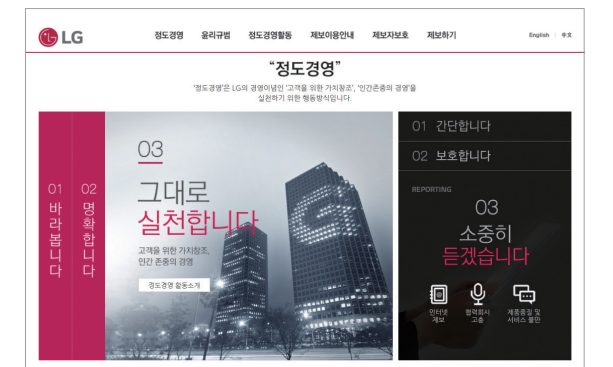 LG
정도경영 윤리규범 정도경영활동 제보이용안내 제보자보호 제보하기
English 中文
“정도경영”
'정도경영'은 LG의 경영이념인 '고객을 위한 가치창조', '인간존중의 경영'을
실천하기 위한 행동방식입니다.
01
바라봅니다
02
명확합니다
03
그대로
실천합니다
고객을 위한 가치창조,
인간 존중의 경영
정도경영 활동소개
01 간단합니다
02 보호합니다
REPORTING
03
소중히
듣겠습니다
인터넷
제보
협력회사
고충
제품품질 및
서비스 불만